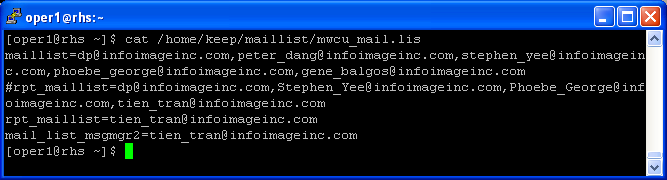 oper1@rhs:~
[oper1@rhs ~]$ cat /home/keep/maillist/mwcu_mail.lis
maillist=dp@infoimageinc.com,peter_dang@infoimageinc.com,stephen_yee@infoimagein
c.com,phoebe_george@infoimageinc.com,gene_balgos@infoimageinc.com
#rpt_maillist=dp@infoimageinc.com,Stephen_Yee@infoimageinc.com,Phoebe_George@inf
oimageinc.com,tien_tran@infoimageinc.com
rpt_maillist=tien_tran@infoimageinc.com
mail_list_msgmgr2=tien_tran@infoimageinc.com
[oper1@rhs ~]$